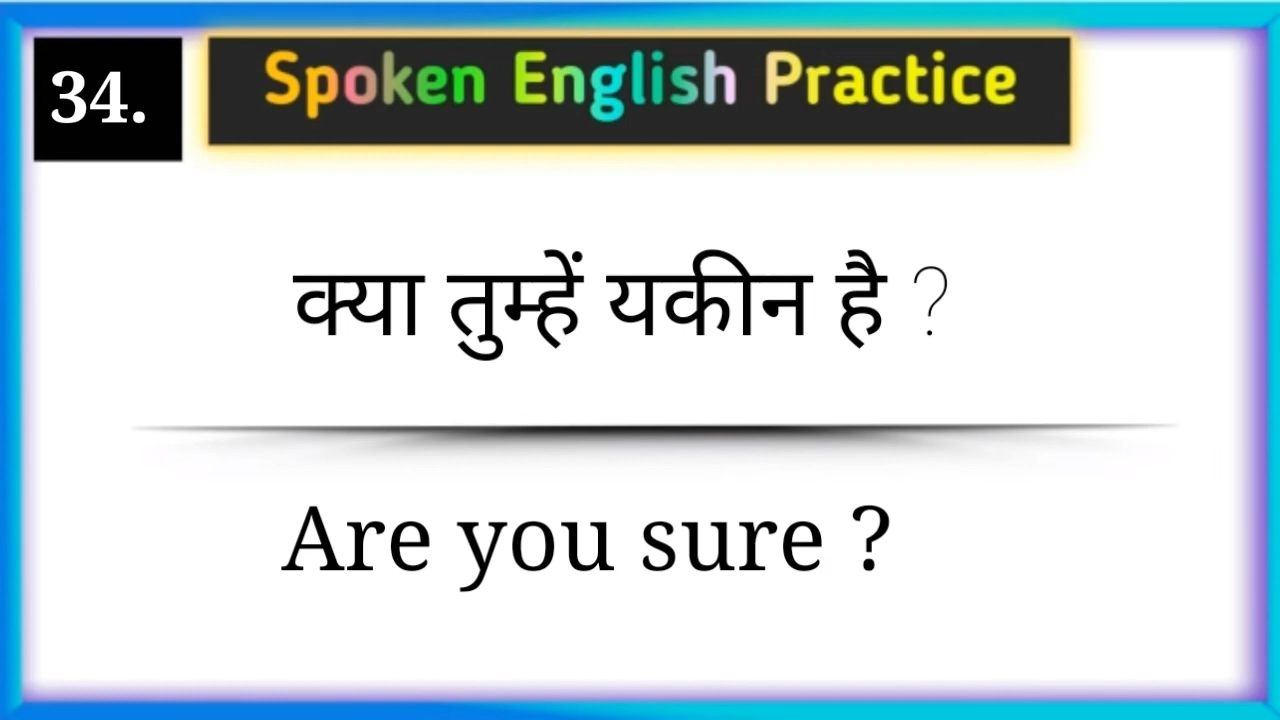 34.
Spoken English Practice
क्या तुम्हें यकीन है ?
Are you sure ?